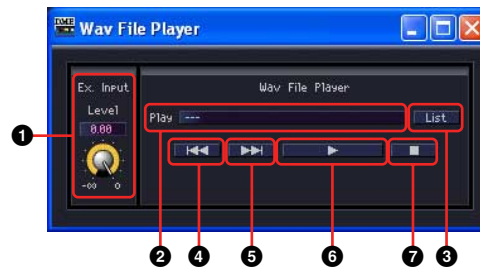 DME
Wav File Player
Ex. Input
Wav File Player
Level
0.00
Play ---
List
-∞ 0
1
2
4
5
6
7
3